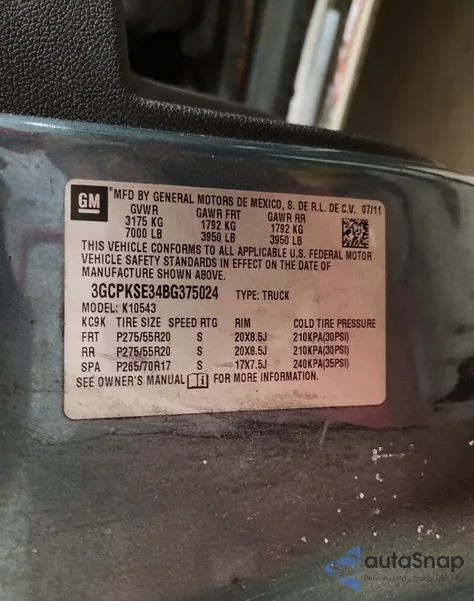 GM
MFD BY GENERAL MOTORS DE MEXICO, S. DE R.L. DE C.V. 07/11
GVWR GAWR FRT GAWR RR
3175 KG 1792 KG 1792 KG
7000 LB 3950 LB 3950 LB
THIS VEHICLE CONFORMS TO ALL APPLICABLE U.S. FEDERAL MOTOR
VEHICLE SAFETY STANDARDS IN EFFECT ON THE DATE OF
MANUFACTURE SHOWN ABOVE.
3GCPKSE34BG375024 TYPE: TRUCK
MODEL: K10543
KC9K TIRE SIZE SPEED RTG RIM COLD TIRE PRESSURE
FRT P275/55R20 S 20X8.5J 210KPA(30PSI)
RR P275/55R20 S 20X8.5J 210KPA(30PSI)
SPA P265/70R17 S 17X7.5J 240KPA(35PSI)
SEE OWNER'S MANUAL FOR MORE INFORMATION.
autaSnap